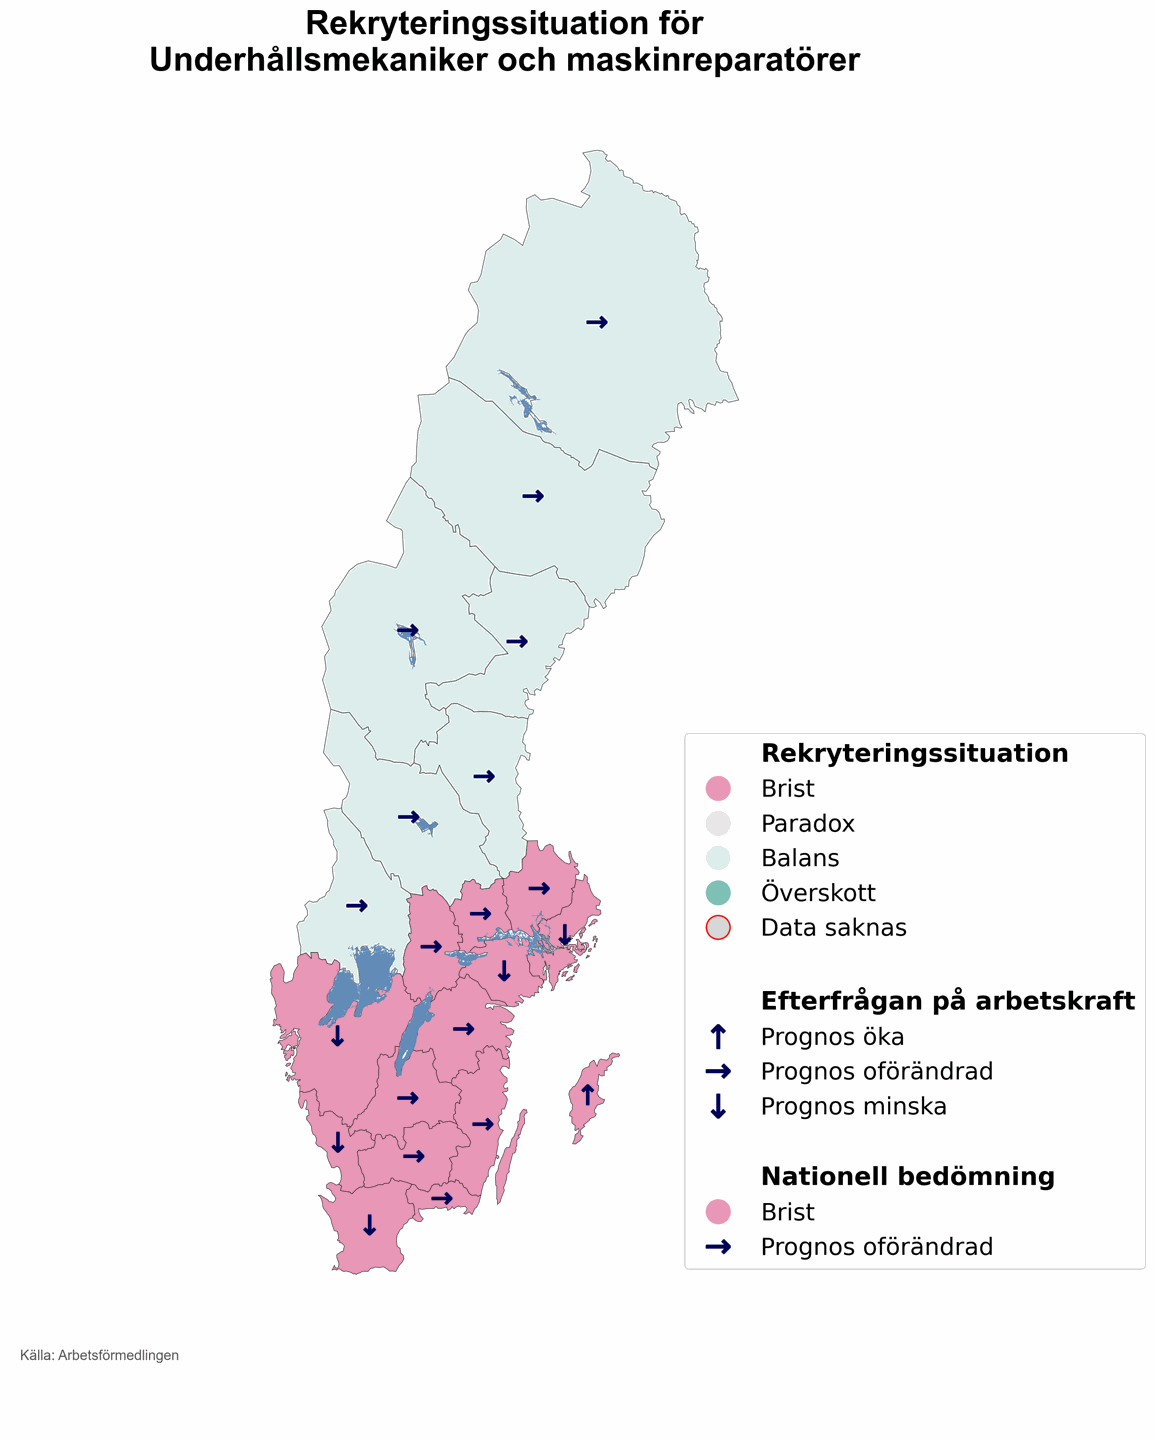 Rekryteringssituation för
Underhållsmekaniker och maskinreparatörer
Rekryteringssituation
Brist
Paradox
Balans
Överskott
Data saknas
Efterfrågan på arbetskraft
Prognos öka
Prognos oförändrad
Prognos minska
Nationell bedömning
Brist
Prognos oförändrad
Källa: Arbetsförmedlingen